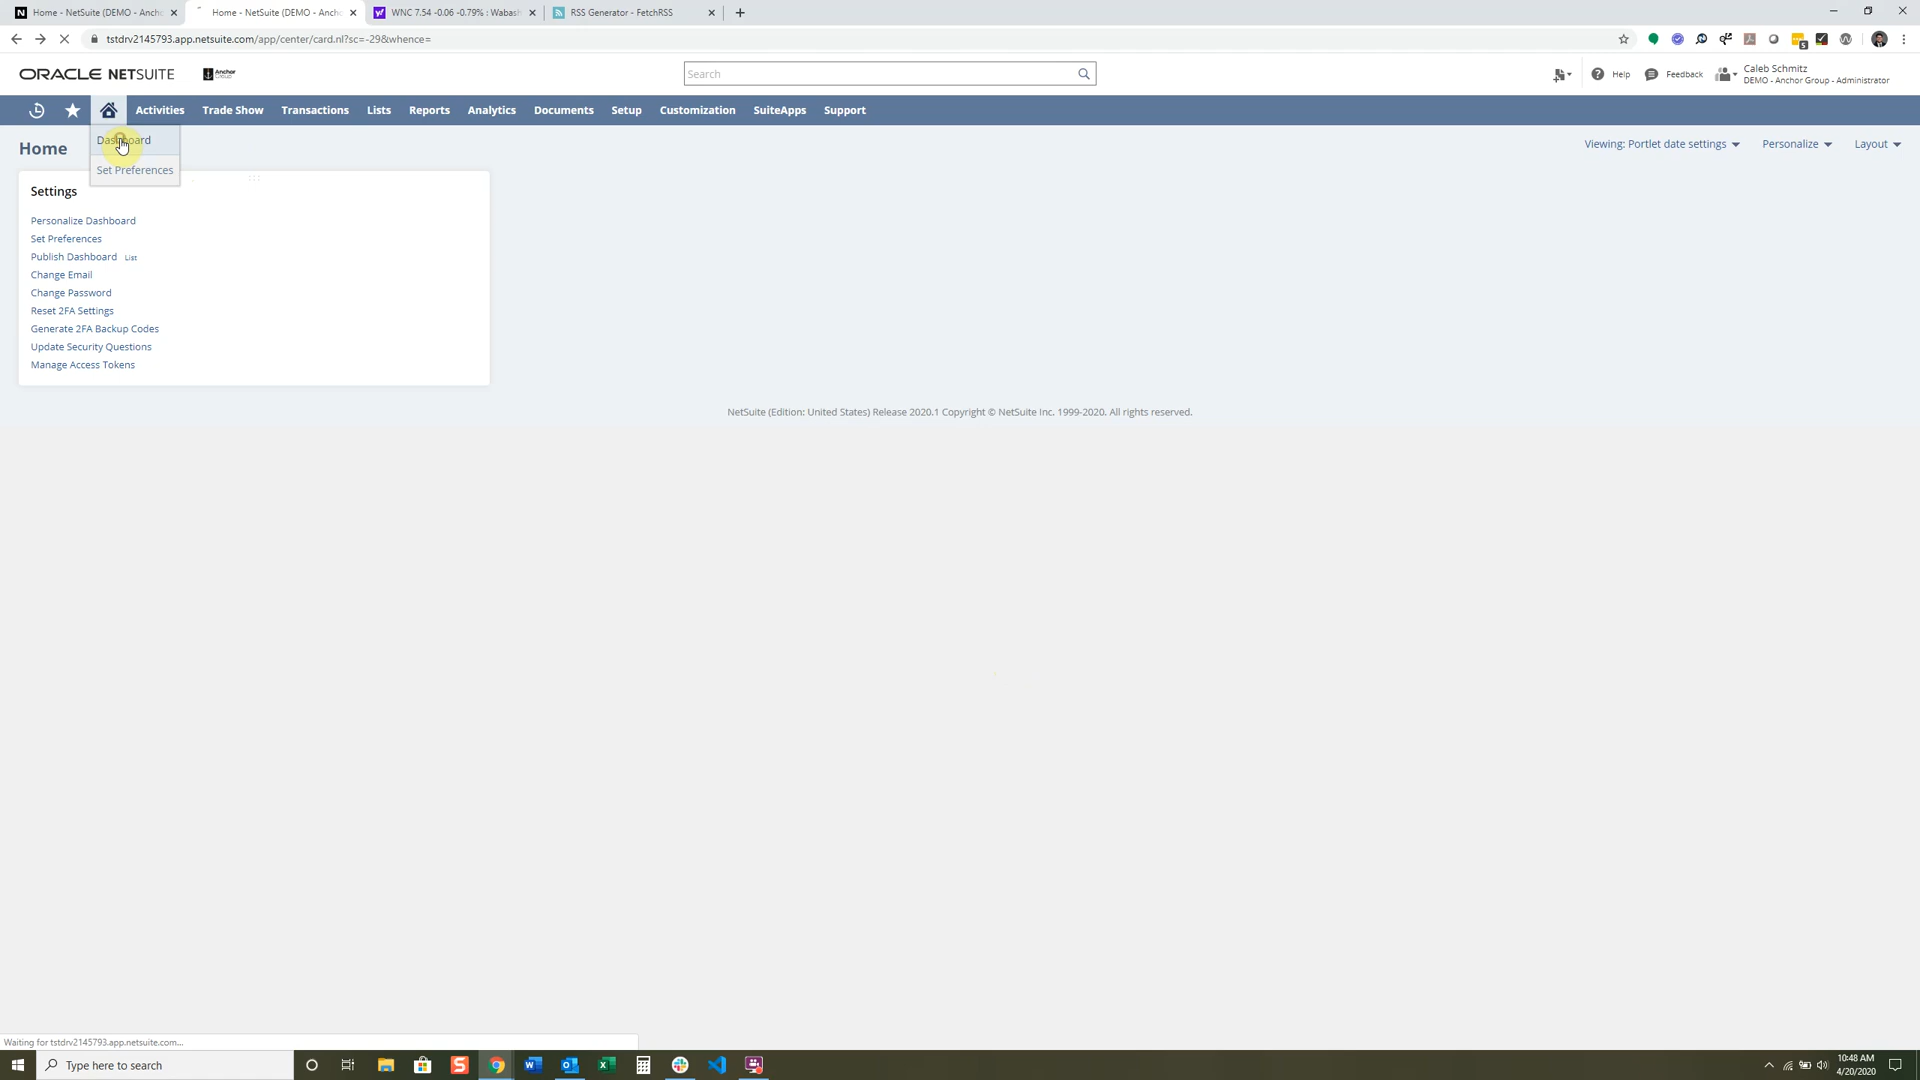 Home - NetSuite (DEMO - Ancho
Home - NetSuite (DEMO - Ancho
WNC 7.54 -0.06 -0.79% : Wabash
RSS Generator - FetchRSS
tstdrv2145793.app.netsuite.com/app/center/card.nl?sc=-29&whence=
ORACLE NETSUITE
Anchor Group
Search
Help
Feedback
Caleb Schmitz
DEMO - Anchor Group - Administrator
Activities
Trade Show
Transactions
Lists
Reports
Analytics
Documents
Setup
Customization
SuiteApps
Support
Dashboard
Set Preferences
Home
Viewing: Portlet date settings
Personalize
Layout
Settings
Personalize Dashboard
Set Preferences
Publish Dashboard List
Change Email
Change Password
Reset 2FA Settings
Generate 2FA Backup Codes
Update Security Questions
Manage Access Tokens
NetSuite (Edition: United States) Release 2020.1 Copyright © NetSuite Inc. 1999-2020. All rights reserved.
Waiting for tstdrv2145793.app.netsuite.com...
Type here to search
10:48 AM
4/20/2020